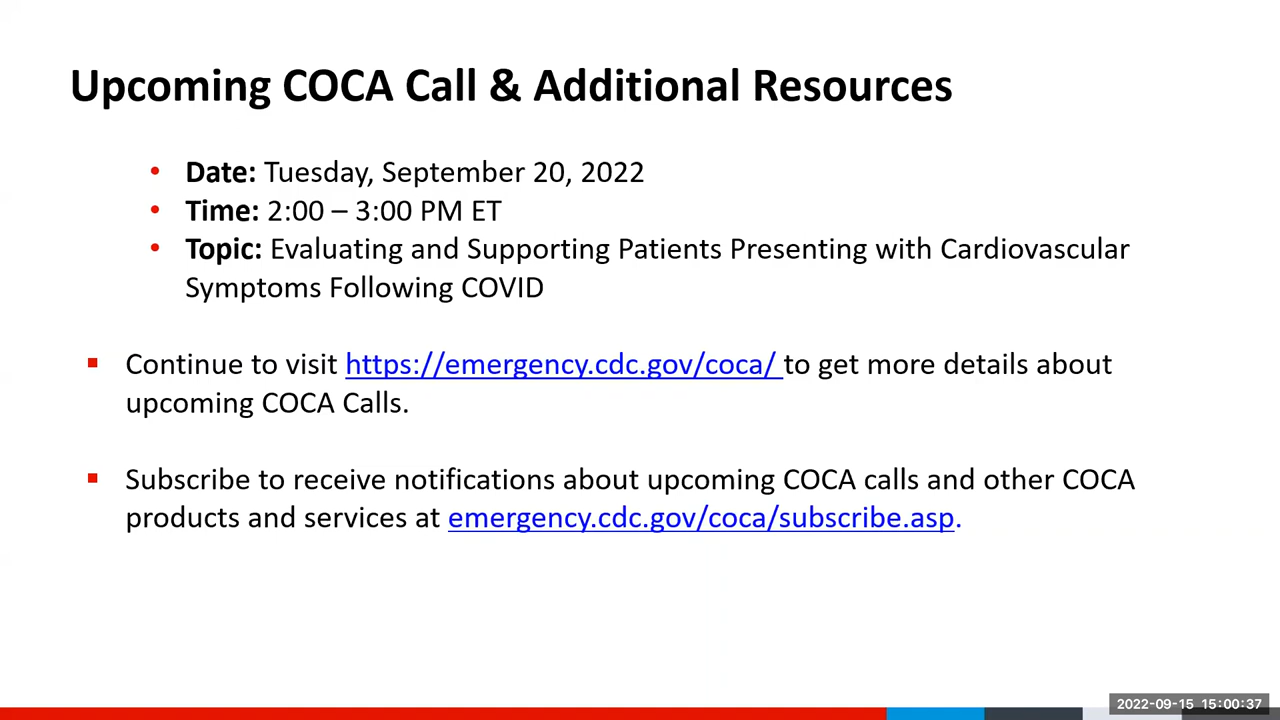 Upcoming COCA Call & Additional Resources
• Date: Tuesday, September 20, 2022
• Time: 2:00 – 3:00 PM ET
• Topic: Evaluating and Supporting Patients Presenting with Cardiovascular
Symptoms Following COVID
▪ Continue to visit https://emergency.cdc.gov/coca/ to get more details about
upcoming COCA Calls.
▪ Subscribe to receive notifications about upcoming COCA calls and other COCA
products and services at emergency.cdc.gov/coca/subscribe.asp.
2022-09-15 15:00:37